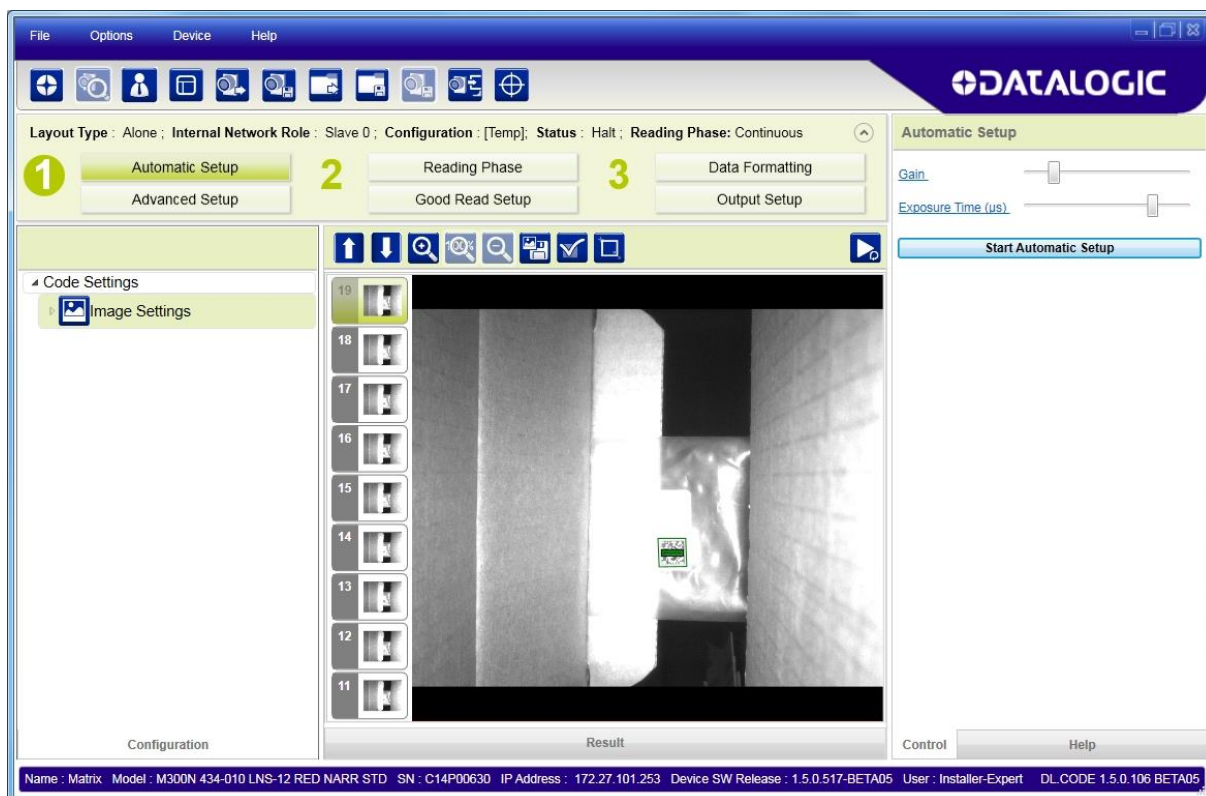 File Options Device Help
DATALOGIC
Layout Type : Alone ; Internal Network Role : Slave 0 ; Configuration : [Temp]; Status : Halt ; Reading Phase: Continuous
1 Automatic Setup 2 Reading Phase 3 Data Formatting
Advanced Setup Good Read Setup Output Setup
Automatic Setup
Gain
Exposure Time (µs)
Start Automatic Setup
Code Settings
Image Settings
19
18
17
16
15
14
13
12
11
Configuration
Result
Control Help
Name : Matrix Model : M300N 434-010 LNS-12 RED NARR STD SN : C14P00630 IP Address : 172.27.101.253 Device SW Release : 1.5.0.517-BETA05 User : Installer-Expert DL.CODE 1.5.0.106 BETA05